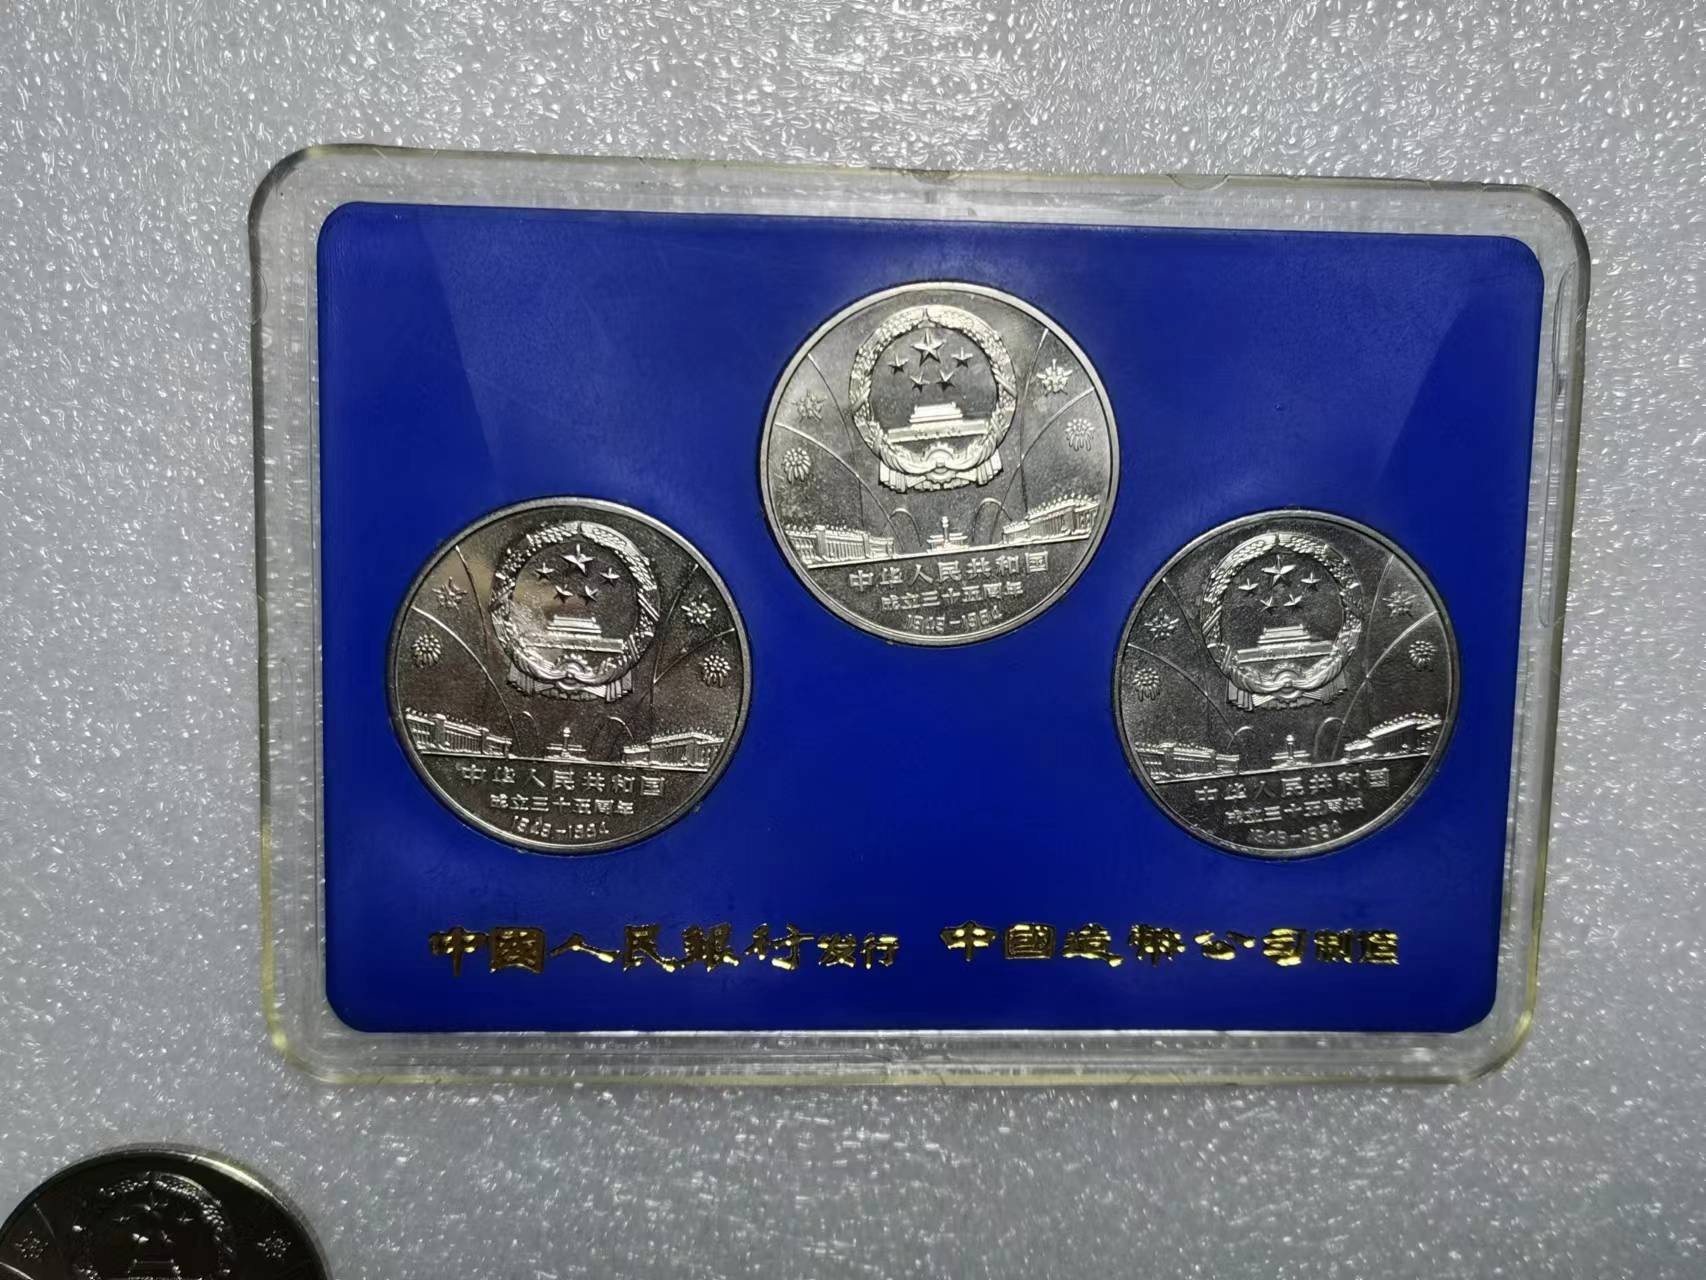 中华人民共和国
成立三十五周年
1949-1984
中华人民共和国
成立三十五周年
1949-1984
中华人民共和国
成立三十五周年
1949-1984
中國人民銀行发行 中國造幣公司制造